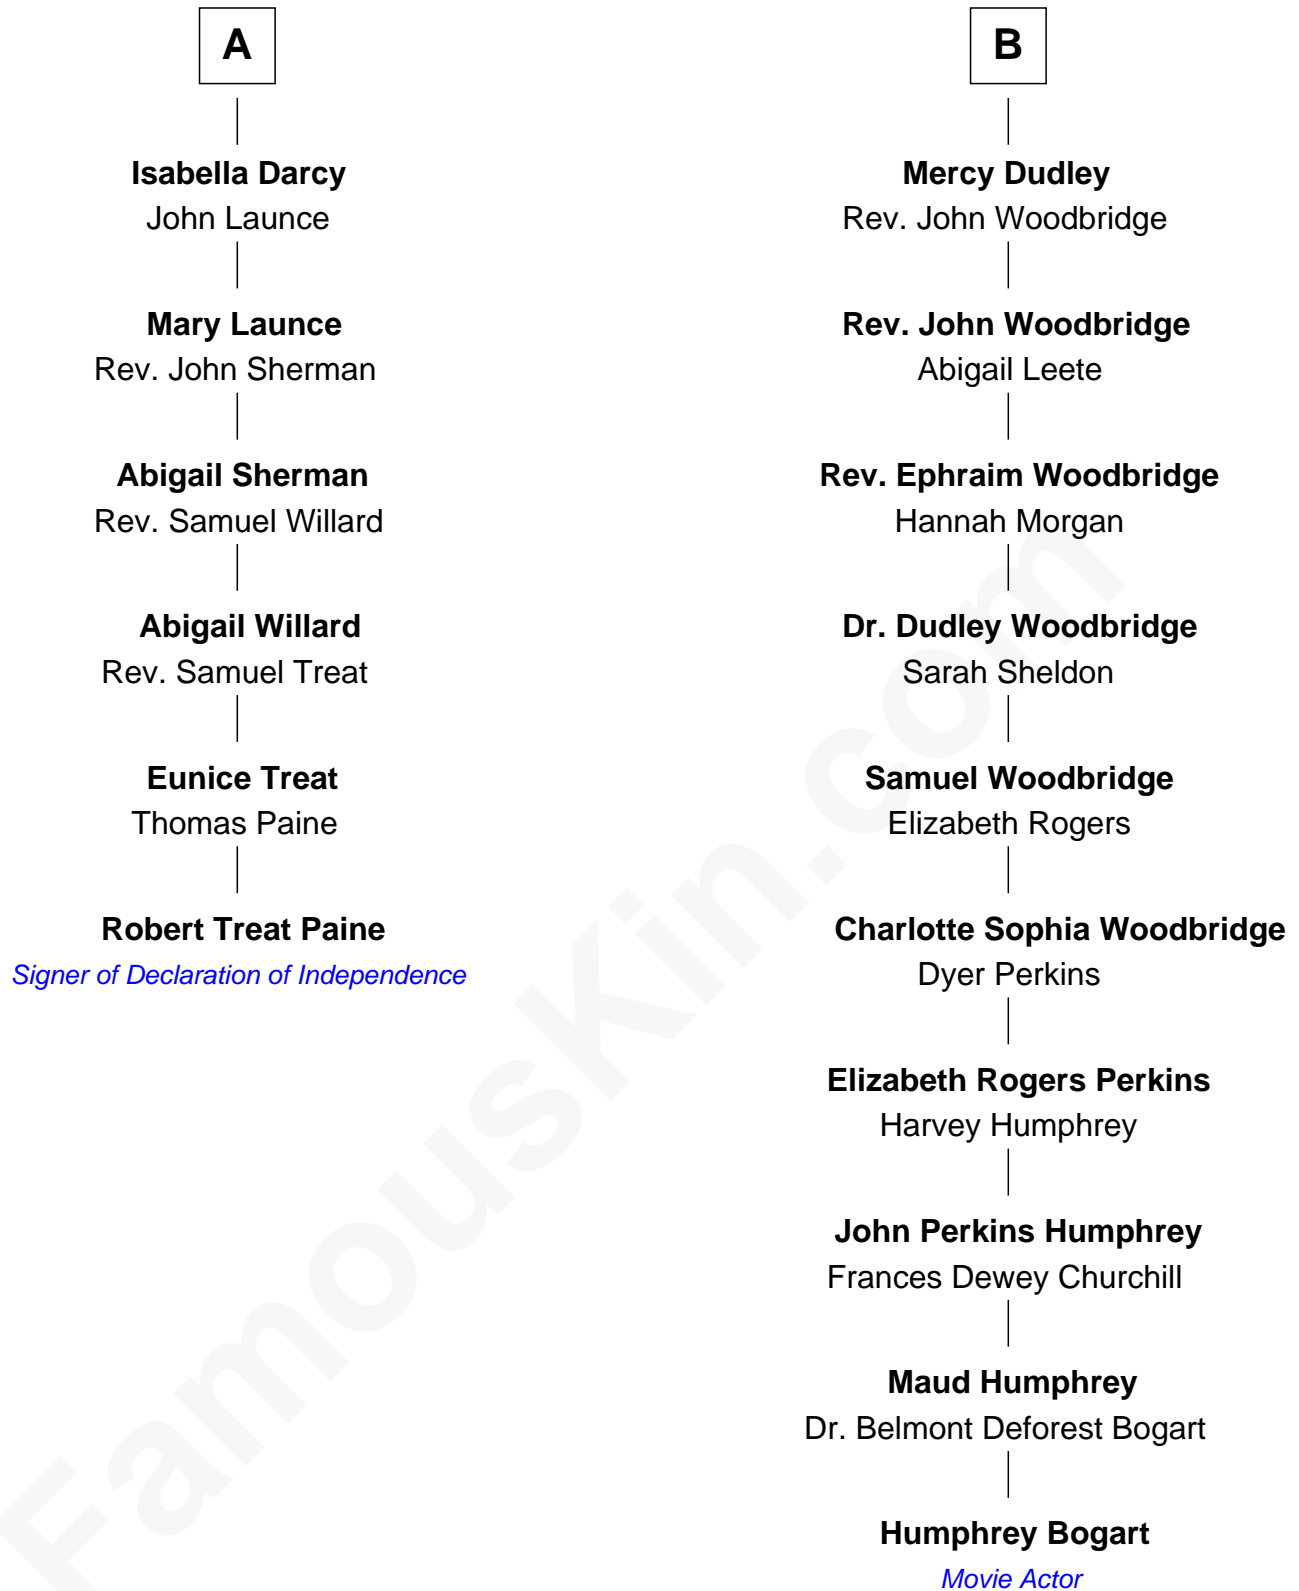 A
Isabella Darcy
John Launce
Mary Launce
Rev. John Sherman
Abigail Sherman
Rev. Samuel Willard
Abigail Willard
Rev. Samuel Treat
Eunice Treat
Thomas Paine
Robert Treat Paine
Signer of Declaration of Independence
B
Mercy Dudley
Rev. John Woodbridge
Rev. John Woodbridge
Abigail Leete
Rev. Ephraim Woodbridge
Hannah Morgan
Dr. Dudley Woodbridge
Sarah Sheldon
Samuel Woodbridge
Elizabeth Rogers
Charlotte Sophia Woodbridge
Dyer Perkins
Elizabeth Rogers Perkins
Harvey Humphrey
John Perkins Humphrey
Frances Dewey Churchill
Maud Humphrey
Dr. Belmont Deforest Bogart
Humphrey Bogart
Movie Actor
FamousKin.com